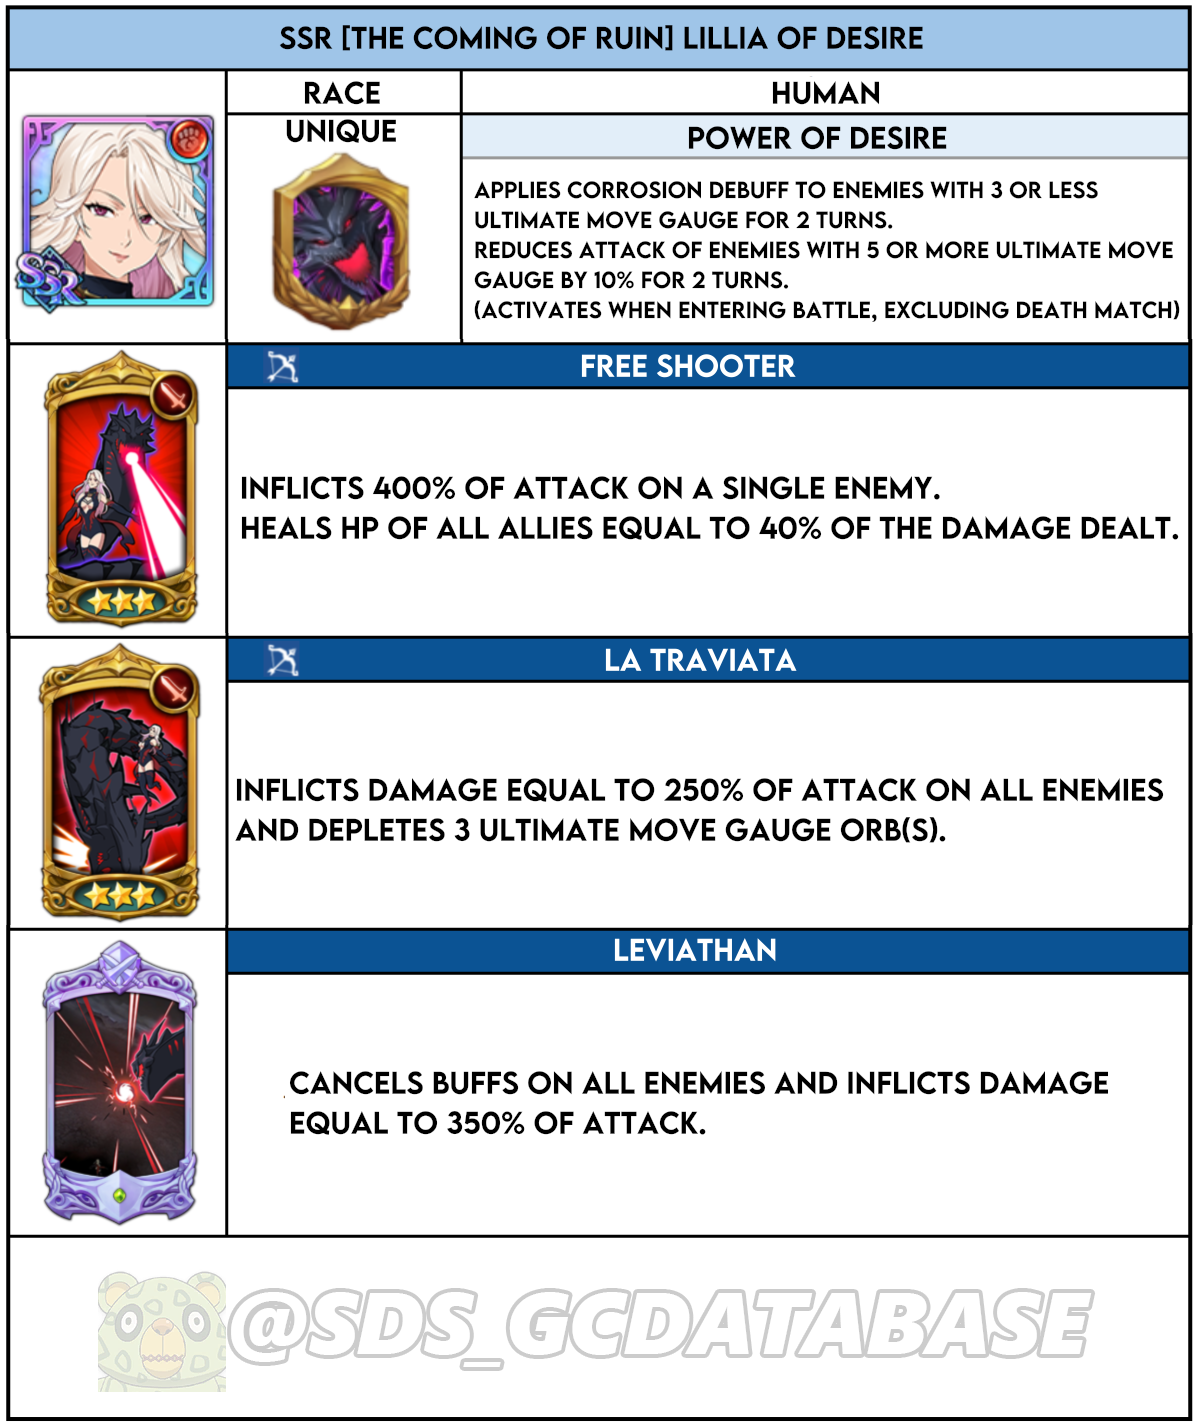 SSR [THE COMING OF RUIN] LILLIA OF DESIRE
RACE
HUMAN
UNIQUE
POWER OF DESIRE
SSR
APPLIES CORROSION DEBUFF TO ENEMIES WITH 3 OR LESS
ULTIMATE MOVE GAUGE FOR 2 TURNS.
REDUCES ATTACK OF ENEMIES WITH 5 OR MORE ULTIMATE MOVE
GAUGE BY 10% FOR 2 TURNS.
(ACTIVATES WHEN ENTERING BATTLE, EXCLUDING DEATH MATCH)
FREE SHOOTER
INFLICTS 400% OF ATTACK ON A SINGLE ENEMY.
HEALS HP OF ALL ALLIES EQUAL TO 40% OF THE DAMAGE DEALT.
LA TRAVIATA
INFLICTS DAMAGE EQUAL TO 250% OF ATTACK ON ALL ENEMIES
AND DEPLETES 3 ULTIMATE MOVE GAUGE ORB(S).
LEVIATHAN
CANCELS BUFFS ON ALL ENEMIES AND INFLICTS DAMAGE
EQUAL TO 350% OF ATTACK.
@SDS_GCDATABASE